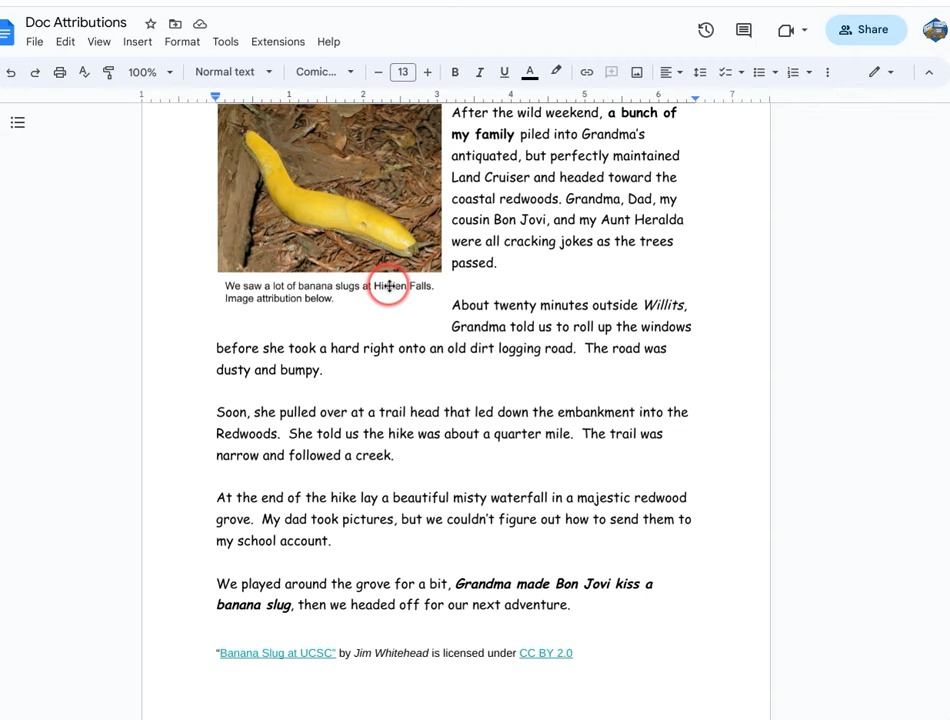 Doc Attributions
File Edit View Insert Format Tools Extensions Help
Share
100% Normal text Comic... 13 B I U A
1 1 2 3 4 5 6 7
After the wild weekend, a bunch of
my family piled into Grandma's
antiquated, but perfectly maintained
Land Cruiser and headed toward the
coastal redwoods. Grandma, Dad, my
cousin Bon Jovi, and my Aunt Heralda
were all cracking jokes as the trees
passed.
We saw a lot of banana slugs at Hidden Falls.
Image attribution below.
About twenty minutes outside Willits,
Grandma told us to roll up the windows
before she took a hard right onto an old dirt logging road. The road was
dusty and bumpy.
Soon, she pulled over at a trail head that led down the embankment into the
Redwoods. She told us the hike was about a quarter mile. The trail was
narrow and followed a creek.
At the end of the hike lay a beautiful misty waterfall in a majestic redwood
grove. My dad took pictures, but we couldn't figure out how to send them to
my school account.
We played around the grove for a bit, Grandma made Bon Jovi kiss a
banana slug, then we headed off for our next adventure.
“Banana Slug at UCSC” by Jim Whitehead is licensed under CC BY 2.0